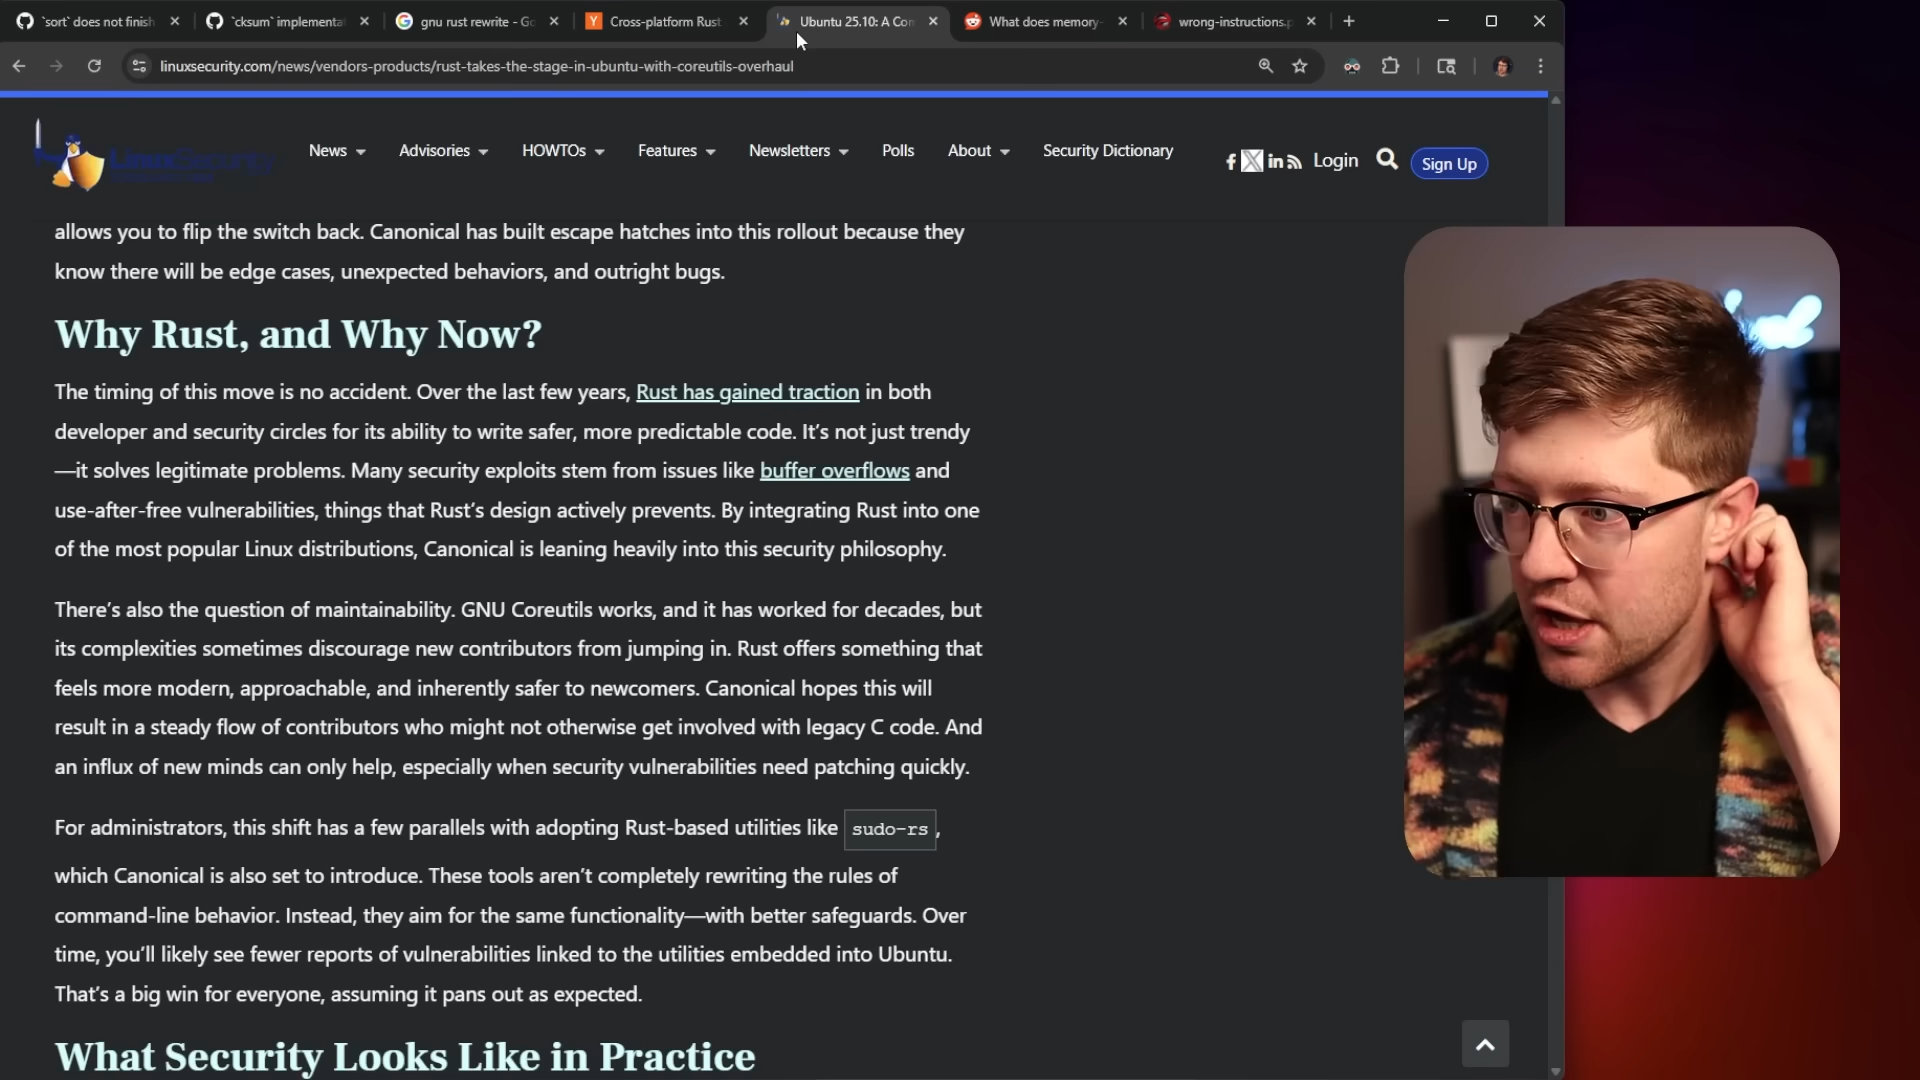 `sort` does not finish
`cksum` implementat
gnu rust rewrite - Go
Cross-platform Rust
Ubuntu 25.10: A Com
What does memory-
wrong-instructions.p
linuxsecurity.com/news/vendors-products/rust-takes-the-stage-in-ubuntu-with-coreutils-overhaul
LinuxSecurity
News
Advisories
HOWTOs
Features
Newsletters
Polls
About
Security Dictionary
Login
Sign Up
allows you to flip the switch back. Canonical has built escape hatches into this rollout because they
know there will be edge cases, unexpected behaviors, and outright bugs.
Why Rust, and Why Now?
The timing of this move is no accident. Over the last few years, Rust has gained traction in both
developer and security circles for its ability to write safer, more predictable code. It’s not just trendy
—it solves legitimate problems. Many security exploits stem from issues like buffer overflows and
use-after-free vulnerabilities, things that Rust’s design actively prevents. By integrating Rust into one
of the most popular Linux distributions, Canonical is leaning heavily into this security philosophy.
There’s also the question of maintainability. GNU Coreutils works, and it has worked for decades, but
its complexities sometimes discourage new contributors from jumping in. Rust offers something that
feels more modern, approachable, and inherently safer to newcomers. Canonical hopes this will
result in a steady flow of contributors who might not otherwise get involved with legacy C code. And
an influx of new minds can only help, especially when security vulnerabilities need patching quickly.
For administrators, this shift has a few parallels with adopting Rust-based utilities like sudo-rs,
which Canonical is also set to introduce. These tools aren’t completely rewriting the rules of
command-line behavior. Instead, they aim for the same functionality—with better safeguards. Over
time, you’ll likely see fewer reports of vulnerabilities linked to the utilities embedded into Ubuntu.
That’s a big win for everyone, assuming it pans out as expected.
What Security Looks Like in Practice